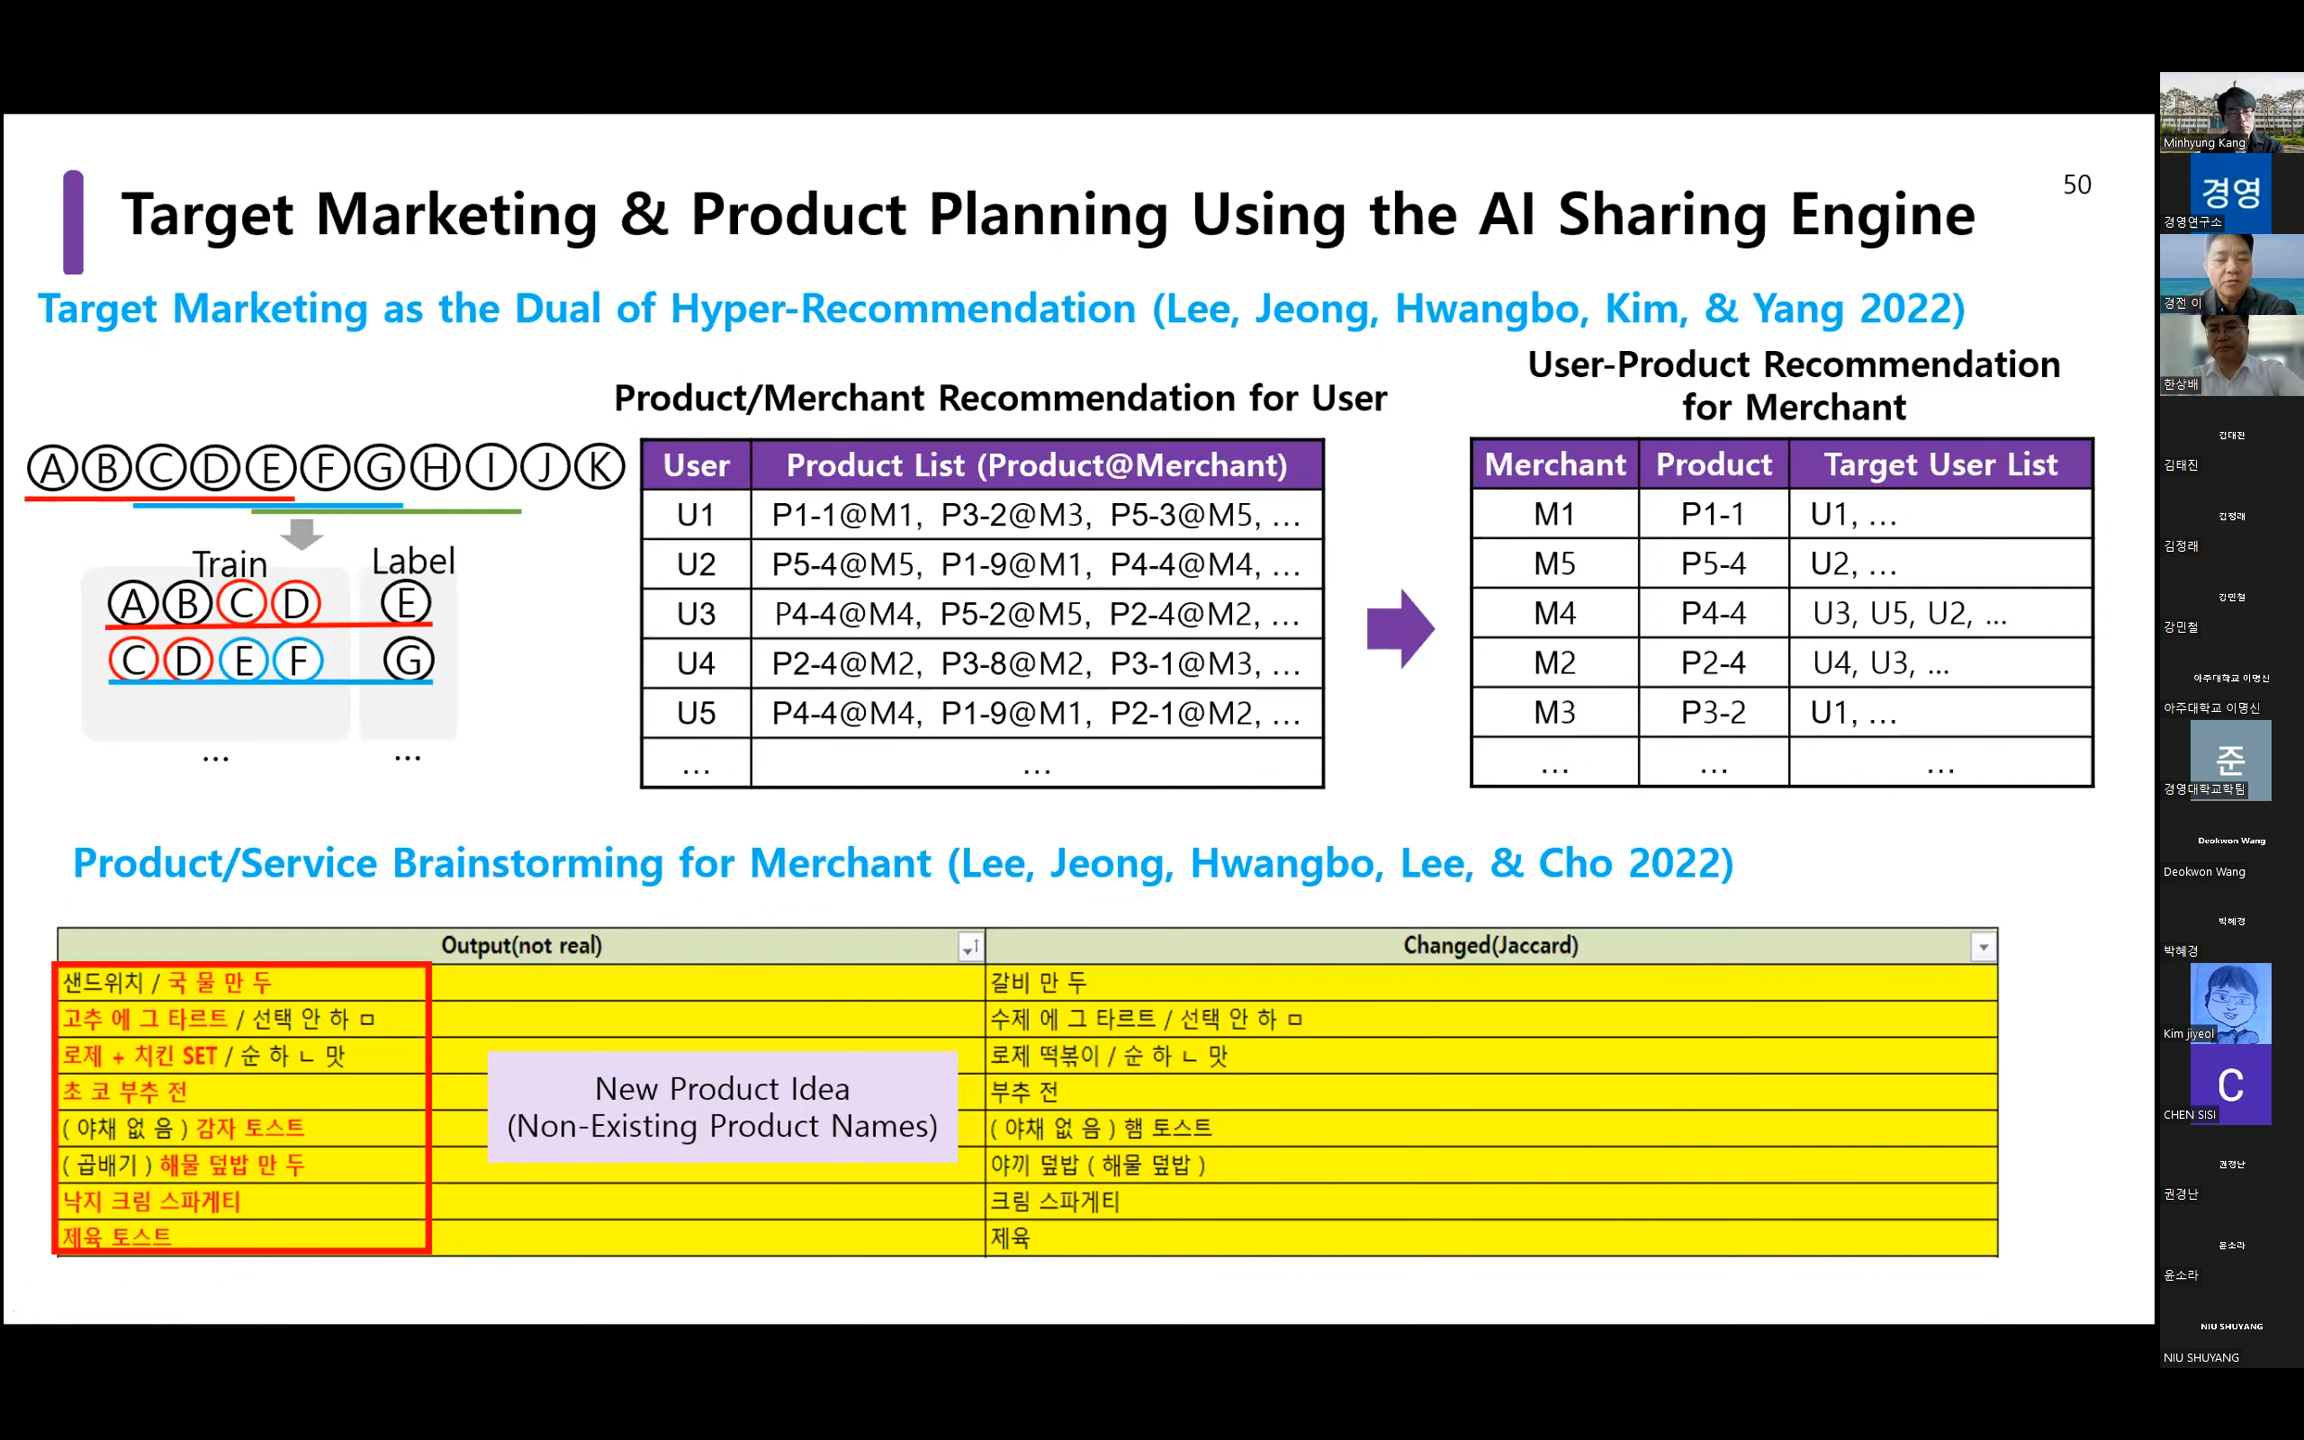 50
Target Marketing & Product Planning Using the AI Sharing Engine
Target Marketing as the Dual of Hyper-Recommendation (Lee, Jeong, Hwangbo, Kim, & Yang 2022)
A B C D E F G H I J K
Train Label
A B C D E
C D E F G
... ...
Product/Merchant Recommendation for User
User Product List (Product@Merchant)
U1 P1-1@M1, P3-2@M3, P5-3@M5, ...
U2 P5-4@M5, P1-9@M1, P4-4@M4, ...
U3 P4-4@M4, P5-2@M5, P2-4@M2, ...
U4 P2-4@M2, P3-8@M2, P3-1@M3, ...
U5 P4-4@M4, P1-9@M1, P2-1@M2, ...
... ...
User-Product Recommendation
for Merchant
Merchant Product Target User List
M1 P1-1 U1, ...
M5 P5-4 U2, ...
M4 P4-4 U3, U5, U2, ...
M2 P2-4 U4, U3, ...
M3 P3-2 U1, ...
... ... ...
Product/Service Brainstorming for Merchant (Lee, Jeong, Hwangbo, Lee, & Cho 2022)
Output(not real) Changed(Jaccard)
샌드위치 / 국 물 만 두 갈비 만 두
고추 에 그 타르트 / 선택 안 하 ㅁ 수제 에 그 타르트 / 선택 안 하 ㅁ
로제 + 치킨 SET / 순 하 ㄴ 맛 로제 떡볶이 / 순 하 ㄴ 맛
초 코 부추 전 부추 전
( 야채 없 음 ) 감자 토스트 ( 야채 없 음 ) 햄 토스트
( 곱배기 ) 해물 덮밥 만 두 야끼 덮밥 ( 해물 덮밥 )
낙지 크림 스파게티 크림 스파게티
제육 토스트 제육
New Product Idea
(Non-Existing Product Names)
Minhyung Kang
경영
경영연구소
경전 이
한상배
김태진
김태진
김정래
김정래
강민철
강민철
아주대학교 이명신
아주대학교 이명신
준
경영대학교학팀
Deokwon Wang
Deokwon Wang
박혜경
박혜경
Kim jiyeol
C
CHEN SISI
권경난
권경난
윤소라
윤소라
NIU SHUYANG
NIU SHUYANG